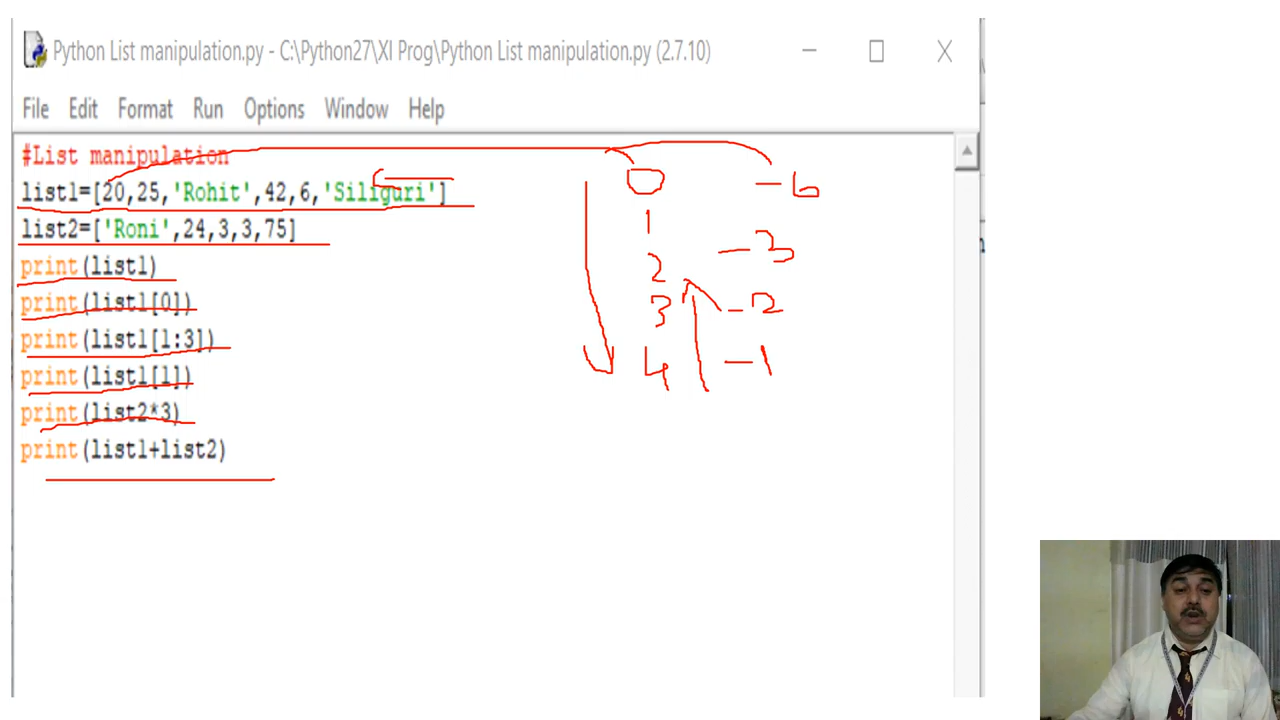 Python List manipulation.py - C:\Python27\XI Prog\Python List manipulation.py (2.7.10)
File Edit Format Run Options Window Help
#List manipulation
list1=[20,25,'Rohit',42,6,'Siliguri']
list2=['Roni',24,3,3,75]
print(list1)
print(list1[0])
print(list1[1:3])
print(list1[1])
print(list2*3)
print(list1+list2)
0 -6
1
2 -3
3 -2
4 -1